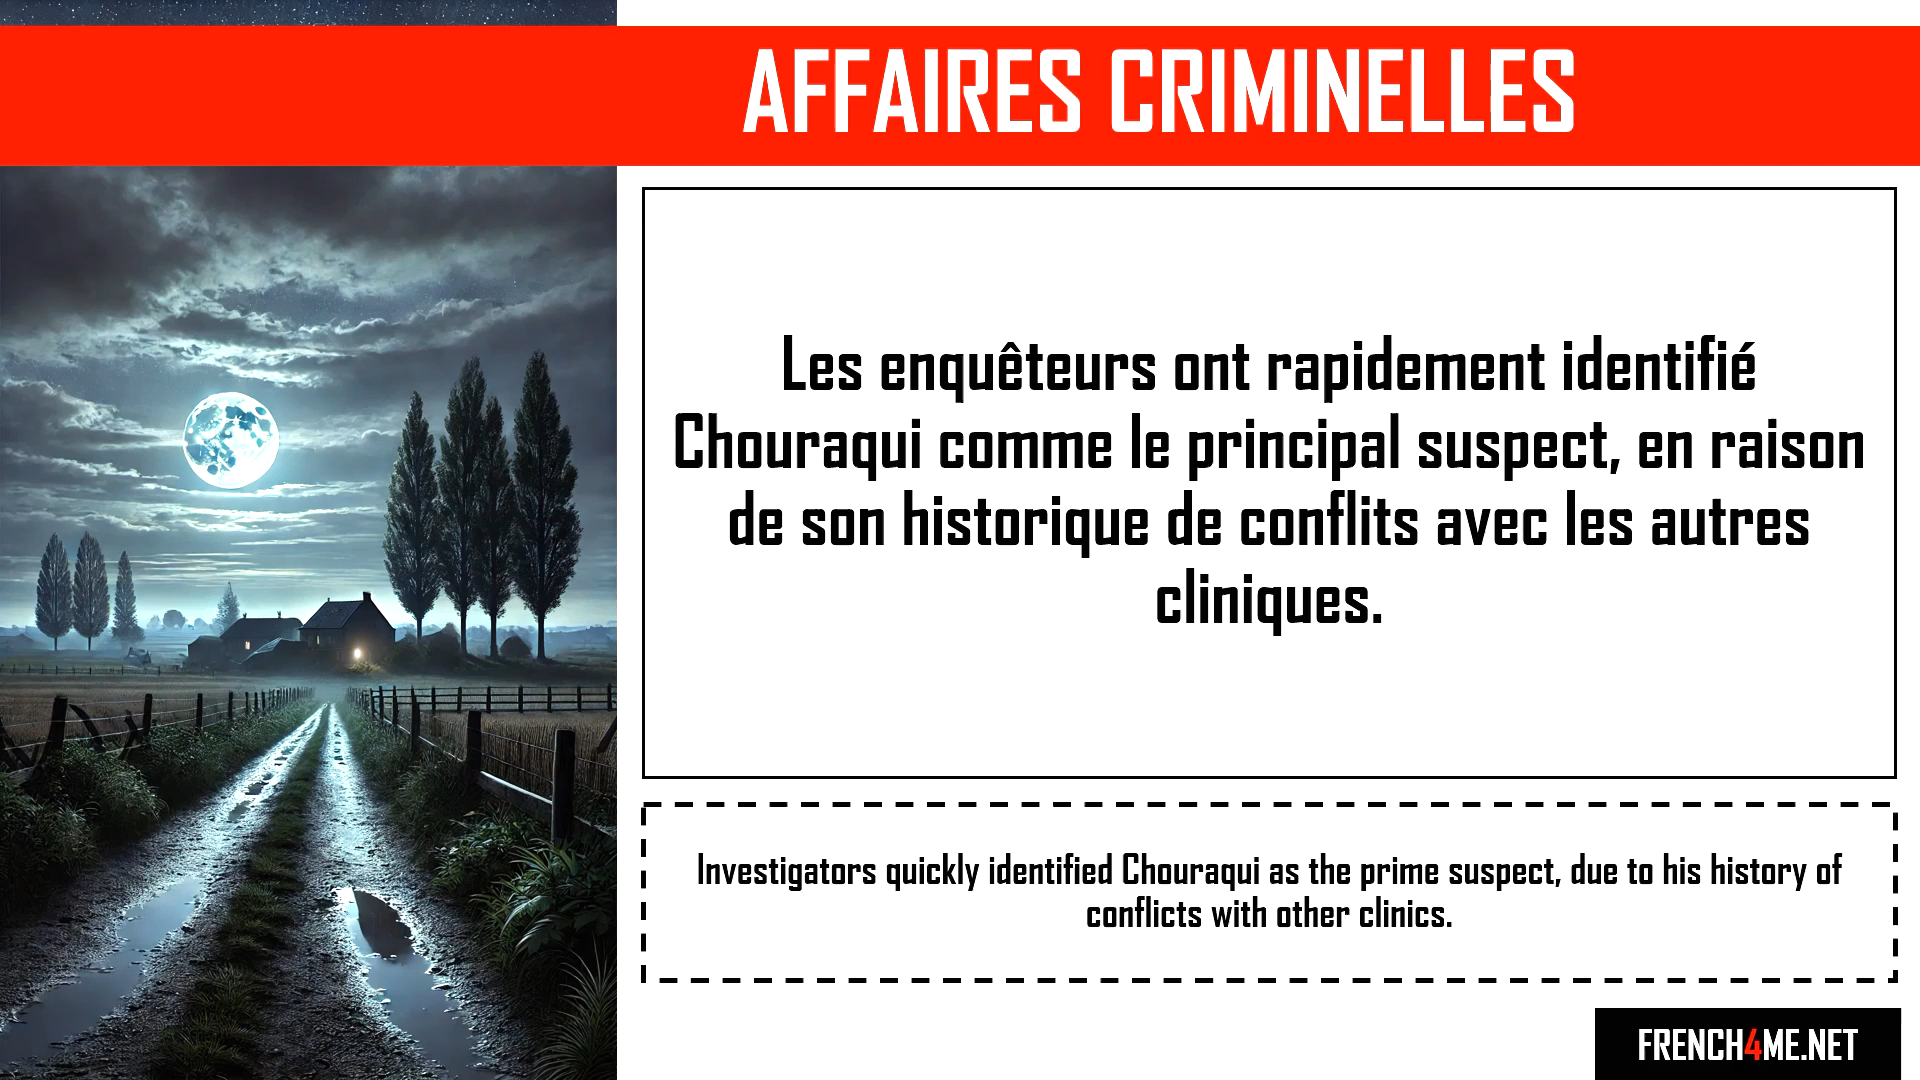 AFFAIRES CRIMINELLES
Les enquêteurs ont rapidement identifié
Chouraqui comme le principal suspect, en raison
de son historique de conflits avec les autres
cliniques.
Investigators quickly identified Chouraqui as the prime suspect, due to his history of
conflicts with other clinics.
FRENCH4ME.NET